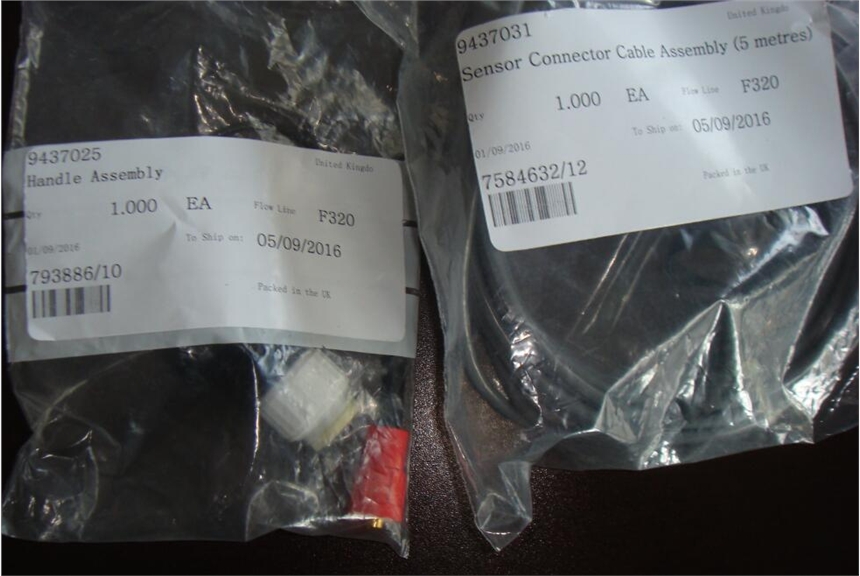 9437025
United Kingdo
Handle Assembly
Qty 1.000 EA Flow Line F320
01/09/2016 To Ship on: 05/09/2016
793886/10
Packed in the UK
9437031
United Kingdo
Sensor Connector Cable Assembly (5 metres)
Qty 1.000 EA Flow Line F320
01/09/2016 To Ship on: 05/09/2016
7584632/12
Packed in the UK